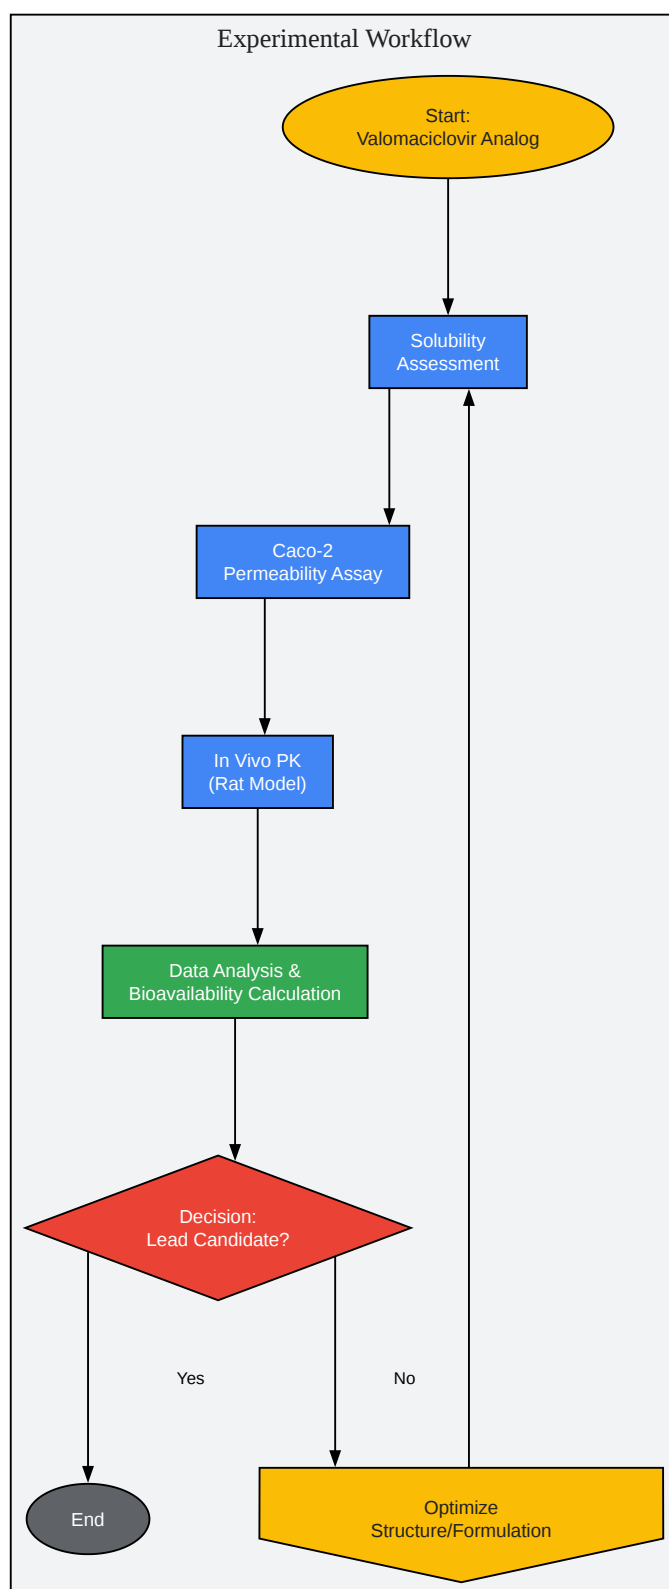 Experimental Workflow
Start:
Valomaciclovir Analog
Solubility
Assessment
Caco-2
Permeability Assay
In Vivo PK
(Rat Model)
Data Analysis &
Bioavailability Calculation
Decision:
Lead Candidate?
Yes
No
End
Optimize
Structure/Formulation